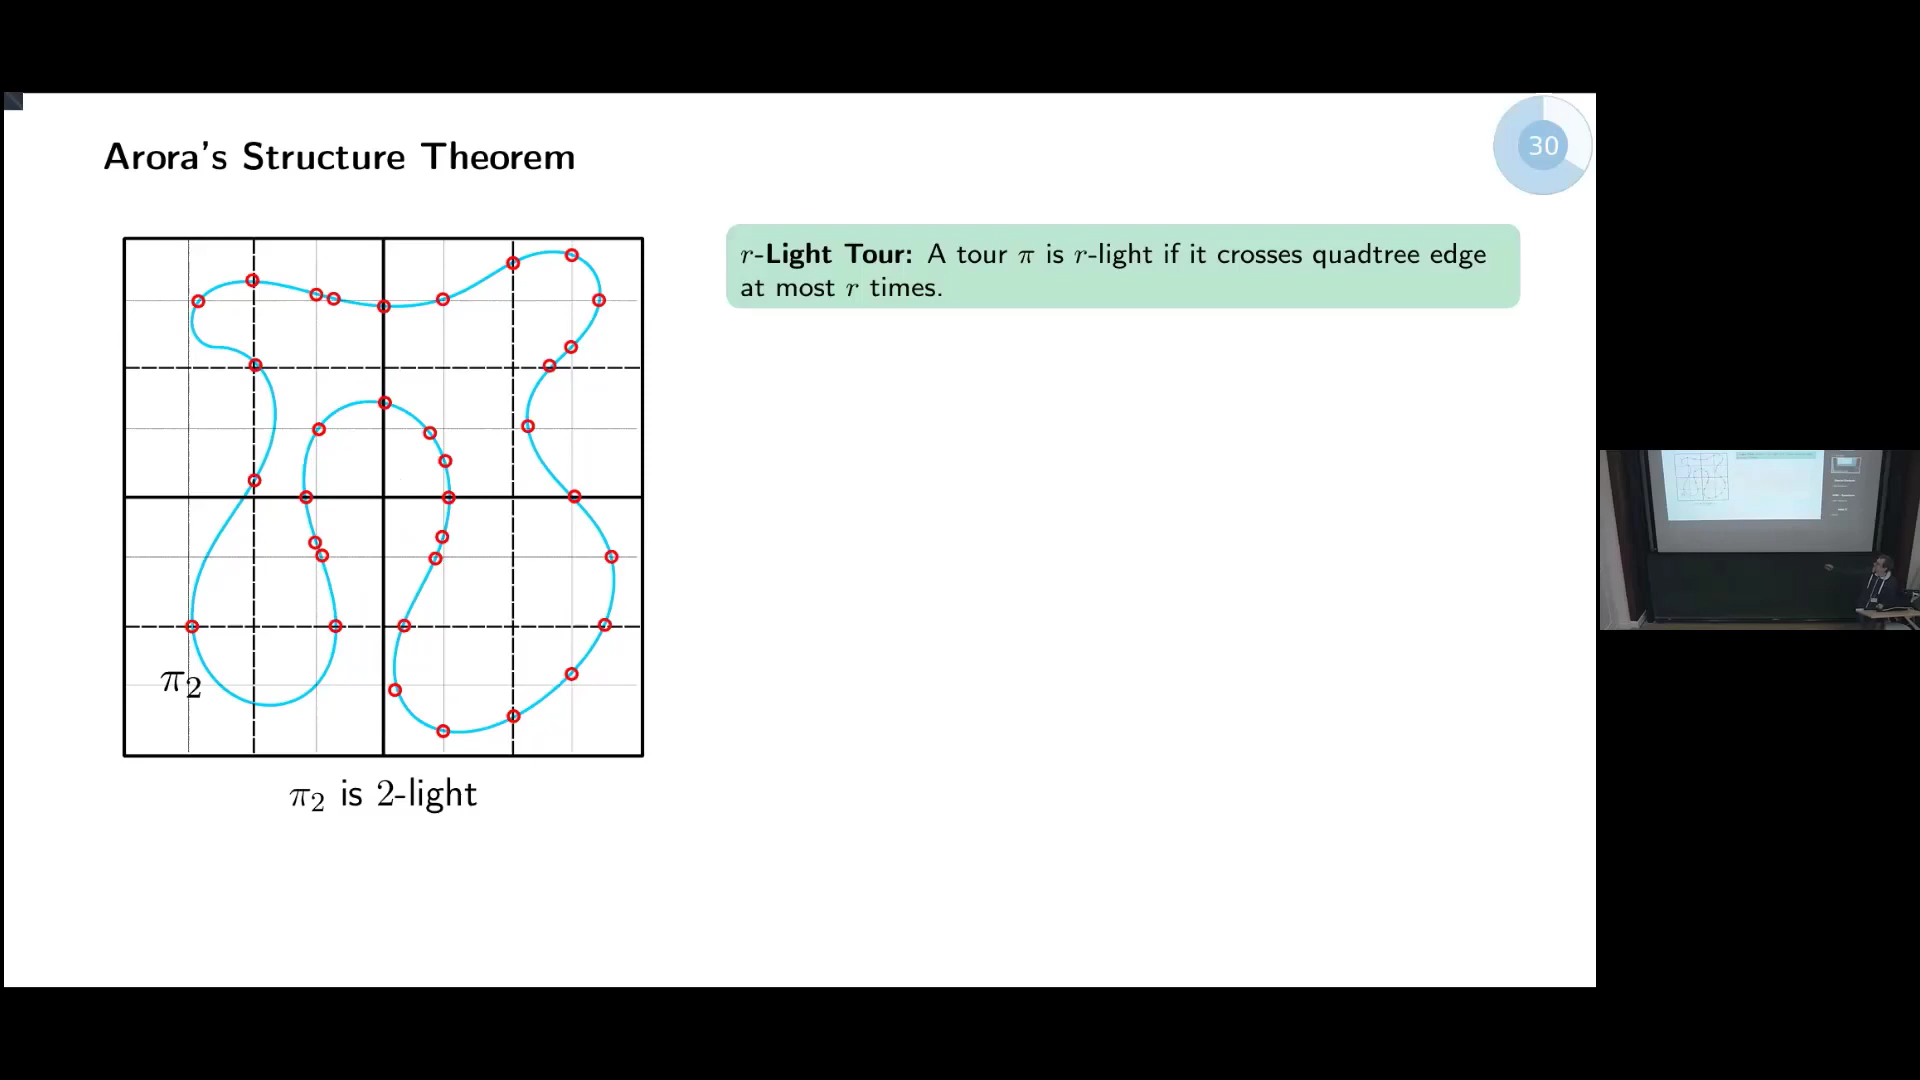 Arora's Structure Theorem
30
r-Light Tour: A tour π is r-light if it crosses quadtree edge
at most r times.
π₂
π₂ is 2-light